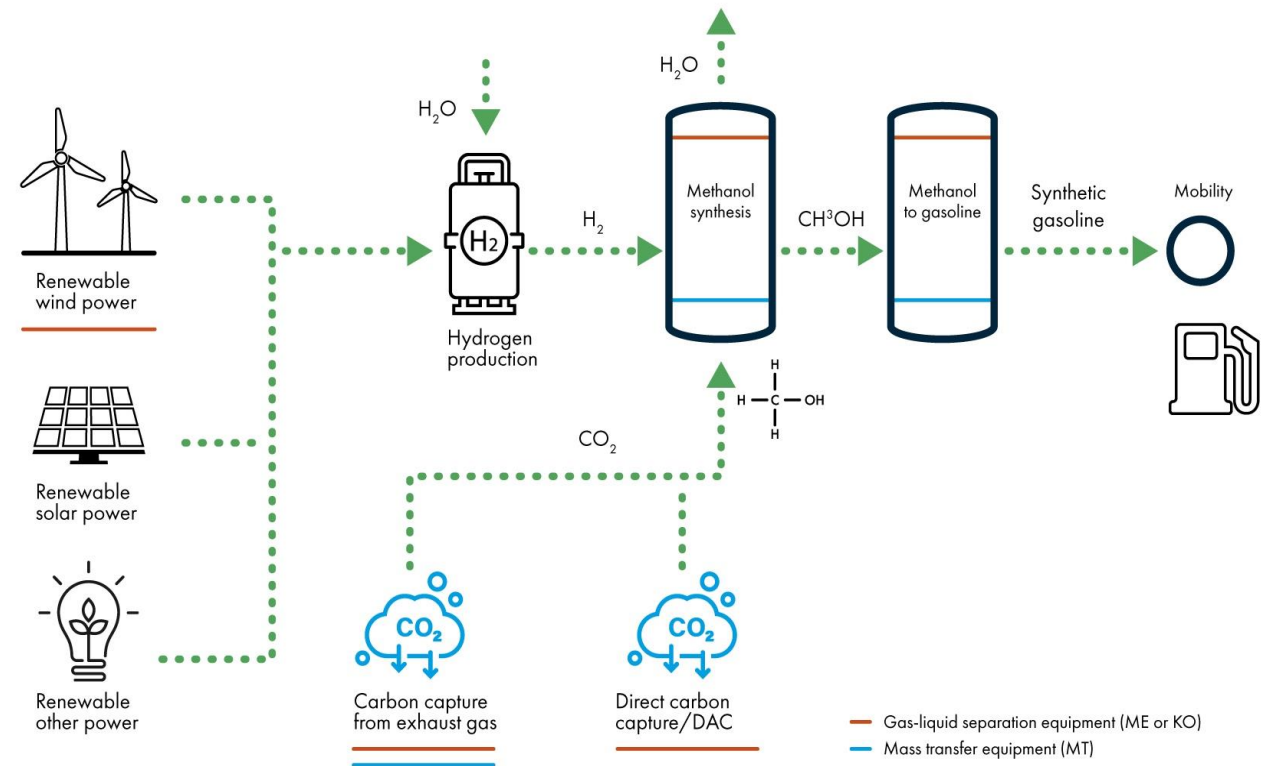 H₂O
H₂O
Renewable
wind power
H₂
Hydrogen
production
H₂
Methanol
synthesis
CH³OH
Methanol
to gasoline
Synthetic
gasoline
Mobility
H
H C OH
H
Renewable
solar power
CO₂
Renewable
other power
CO₂
Carbon capture
from exhaust gas
CO₂
Direct carbon
capture/DAC
Gas-liquid separation equipment (ME or KO)
Mass transfer equipment (MT)